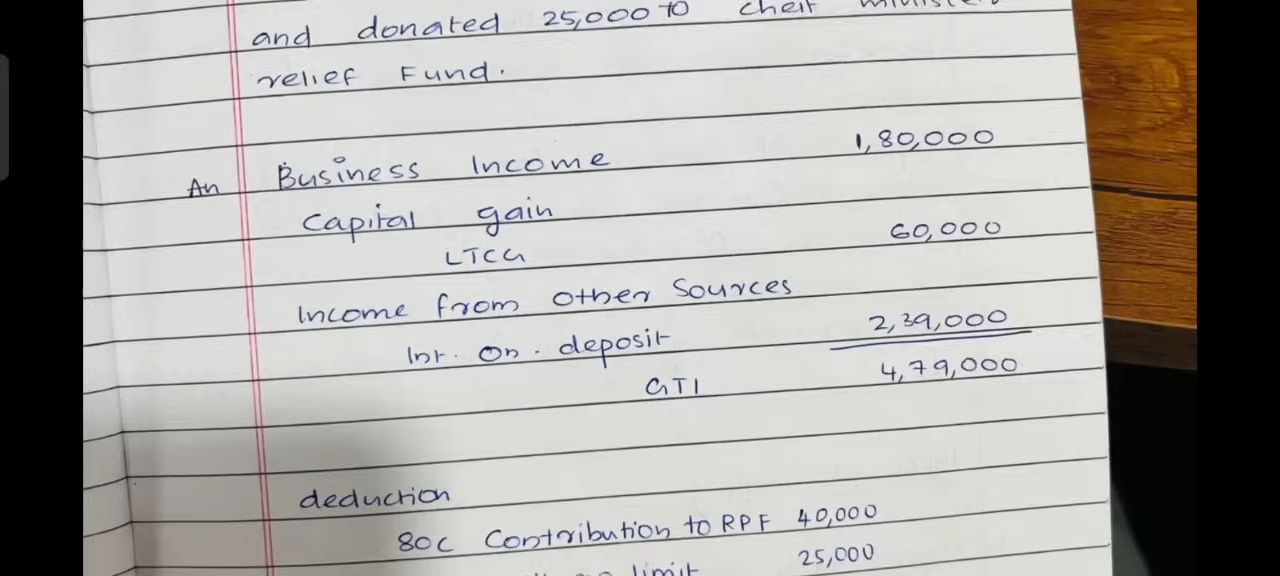 and donated 25,000 to cheif minister
relief Fund.
An Business Income 1,80,000
Capital gain
LTCG 60,000
Income from other Sources
Int. on. deposit 2,39,000
GTI 4,79,000
deduction
80C Contribution to RPF 40,000
limit 25,000